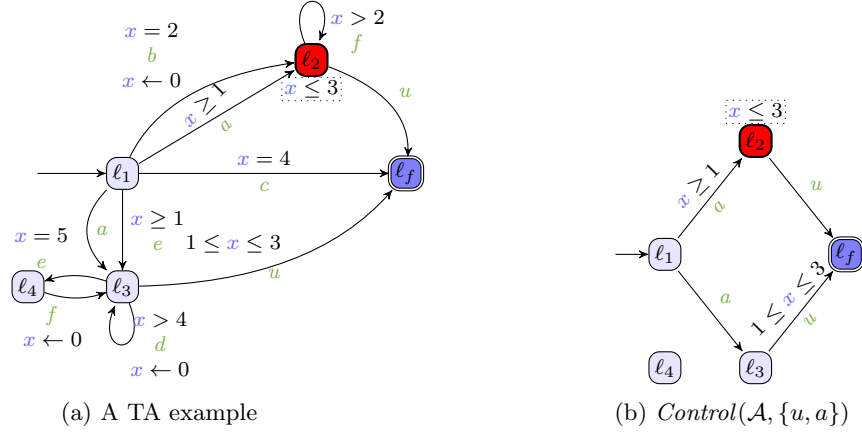 x = 2
b
x ← 0
x > 2
f
ℓ₂
x ≤ 3
x ≥ 1
a
u
ℓ₁
x = 4
c
ℓf
a
x ≥ 1
e
1 ≤ x ≤ 3
u
x = 5
e
ℓ₄
ℓ₃
f
x ← 0
x > 4
d
x ← 0
(a) A TA example
x ≤ 3
ℓ₂
x ≥ 1
a
u
ℓ₁
ℓf
a
1 ≤ x ≤ 3
u
ℓ₄
ℓ₃
(b) Control(𝒜, {u, a})